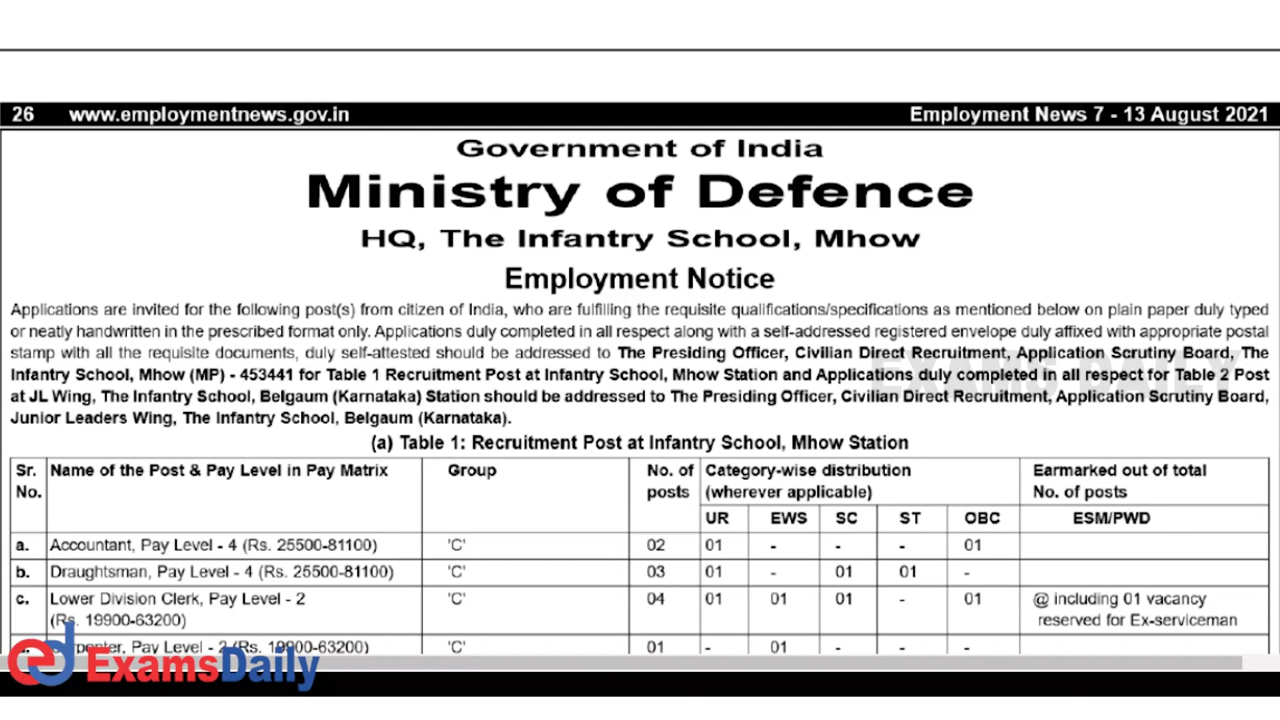 26 www.employmentnews.gov.in Employment News 7 - 13 August 2021
Government of India
Ministry of Defence
HQ, The Infantry School, Mhow
Employment Notice
Applications are invited for the following post(s) from citizen of India, who are fulfilling the requisite qualifications/specifications as mentioned below on plain paper duly typed
or neatly handwritten in the prescribed format only. Applications duly completed in all respect along with a self-addressed registered envelope duly affixed with appropriate postal
stamp with all the requisite documents, duly self-attested should be addressed to The Presiding Officer, Civilian Direct Recruitment, Application Scrutiny Board, The
Infantry School, Mhow (MP) - 453441 for Table 1 Recruitment Post at Infantry School, Mhow Station and Applications duly completed in all respect for Table 2 Post
at JL Wing, The Infantry School, Belgaum (Karnataka) Station should be addressed to The Presiding Officer, Civilian Direct Recruitment, Application Scrutiny Board,
Junior Leaders Wing, The Infantry School, Belgaum (Karnataka).
EXAMS DAILY
(a) Table 1: Recruitment Post at Infantry School, Mhow Station
Sr. Name of the Post & Pay Level in Pay Matrix Group No. of Category-wise distribution Earmarked out of total
No. posts (wherever applicable) No. of posts
UR EWS SC ST OBC ESM/PWD
a. Accountant, Pay Level - 4 (Rs. 25500-81100) 'C' 02 01 - - - 01
b. Draughtsman, Pay Level - 4 (Rs. 25500-81100) 'C' 03 01 - 01 01 -
c. Lower Division Clerk, Pay Level - 2 'C' 04 01 01 01 - 01 @ including 01 vacancy
(Rs. 19900-63200) reserved for Ex-serviceman
Pay Level - 2 (Rs. 19900-63200) 'C' 01 - 01 - - -
ed ExamsDaily